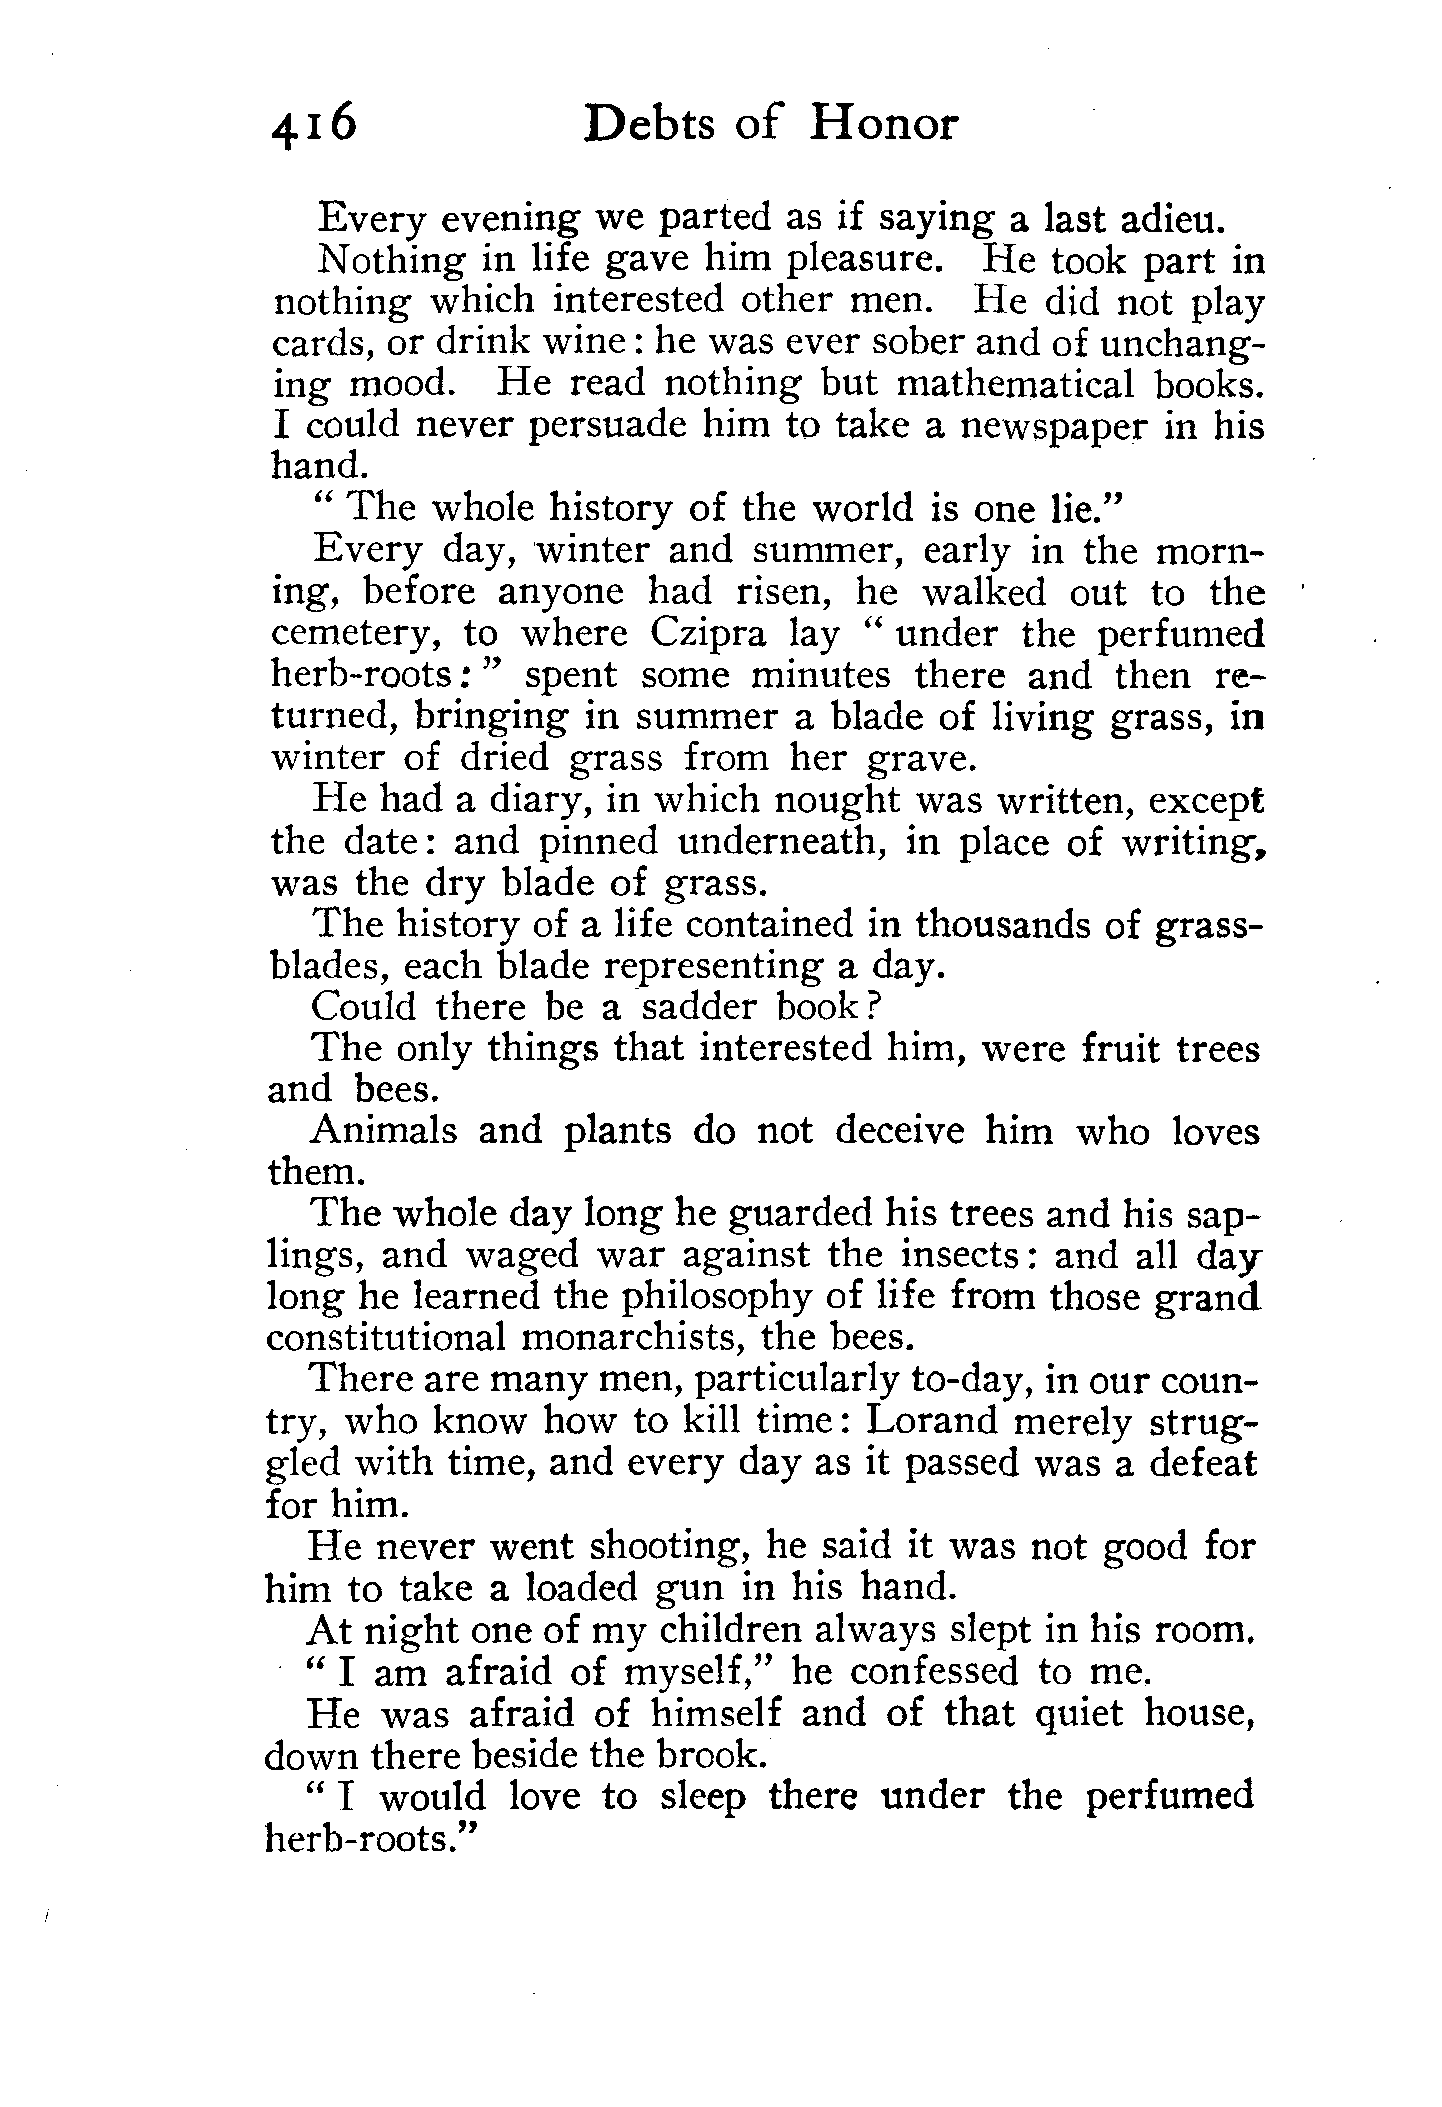 416 Debts of Honor
Every evening we parted as if saying a last adieu.
Nothing in life gave him pleasure. He took part in
nothing which interested other men. He did not play
cards, or drink wine: he was ever sober and of unchang-
ing mood. He read nothing but mathematical books.
I could never persuade him to take a newspaper in his
hand.
“ The whole history of the world is one lie.”
Every day, winter and summer, early in the morn-
ing, before anyone had risen, he walked out to the
cemetery, to where Czipra lay “ under the perfumed
herb-roots:” spent some minutes there and then re-
turned, bringing in summer a blade of living grass, in
winter of dried grass from her grave.
He had a diary, in which nought was written, except
the date: and pinned underneath, in place of writing,
was the dry blade of grass.
The history of a life contained in thousands of grass-
blades, each blade representing a day.
Could there be a sadder book?
The only things that interested him, were fruit trees
and bees.
Animals and plants do not deceive him who loves
them.
The whole day long he guarded his trees and his sap-
lings, and waged war against the insects: and all day
long he learned the philosophy of life from those grand
constitutional monarchists, the bees.
There are many men, particularly to-day, in our coun-
try, who know how to kill time: Lorand merely strug-
gled with time, and every day as it passed was a defeat
for him.
He never went shooting, he said it was not good for
him to take a loaded gun in his hand.
At night one of my children always slept in his room.
“ I am afraid of myself,” he confessed to me.
He was afraid of himself and of that quiet house,
down there beside the brook.
“ I would love to sleep there under the perfumed
herb-roots.”